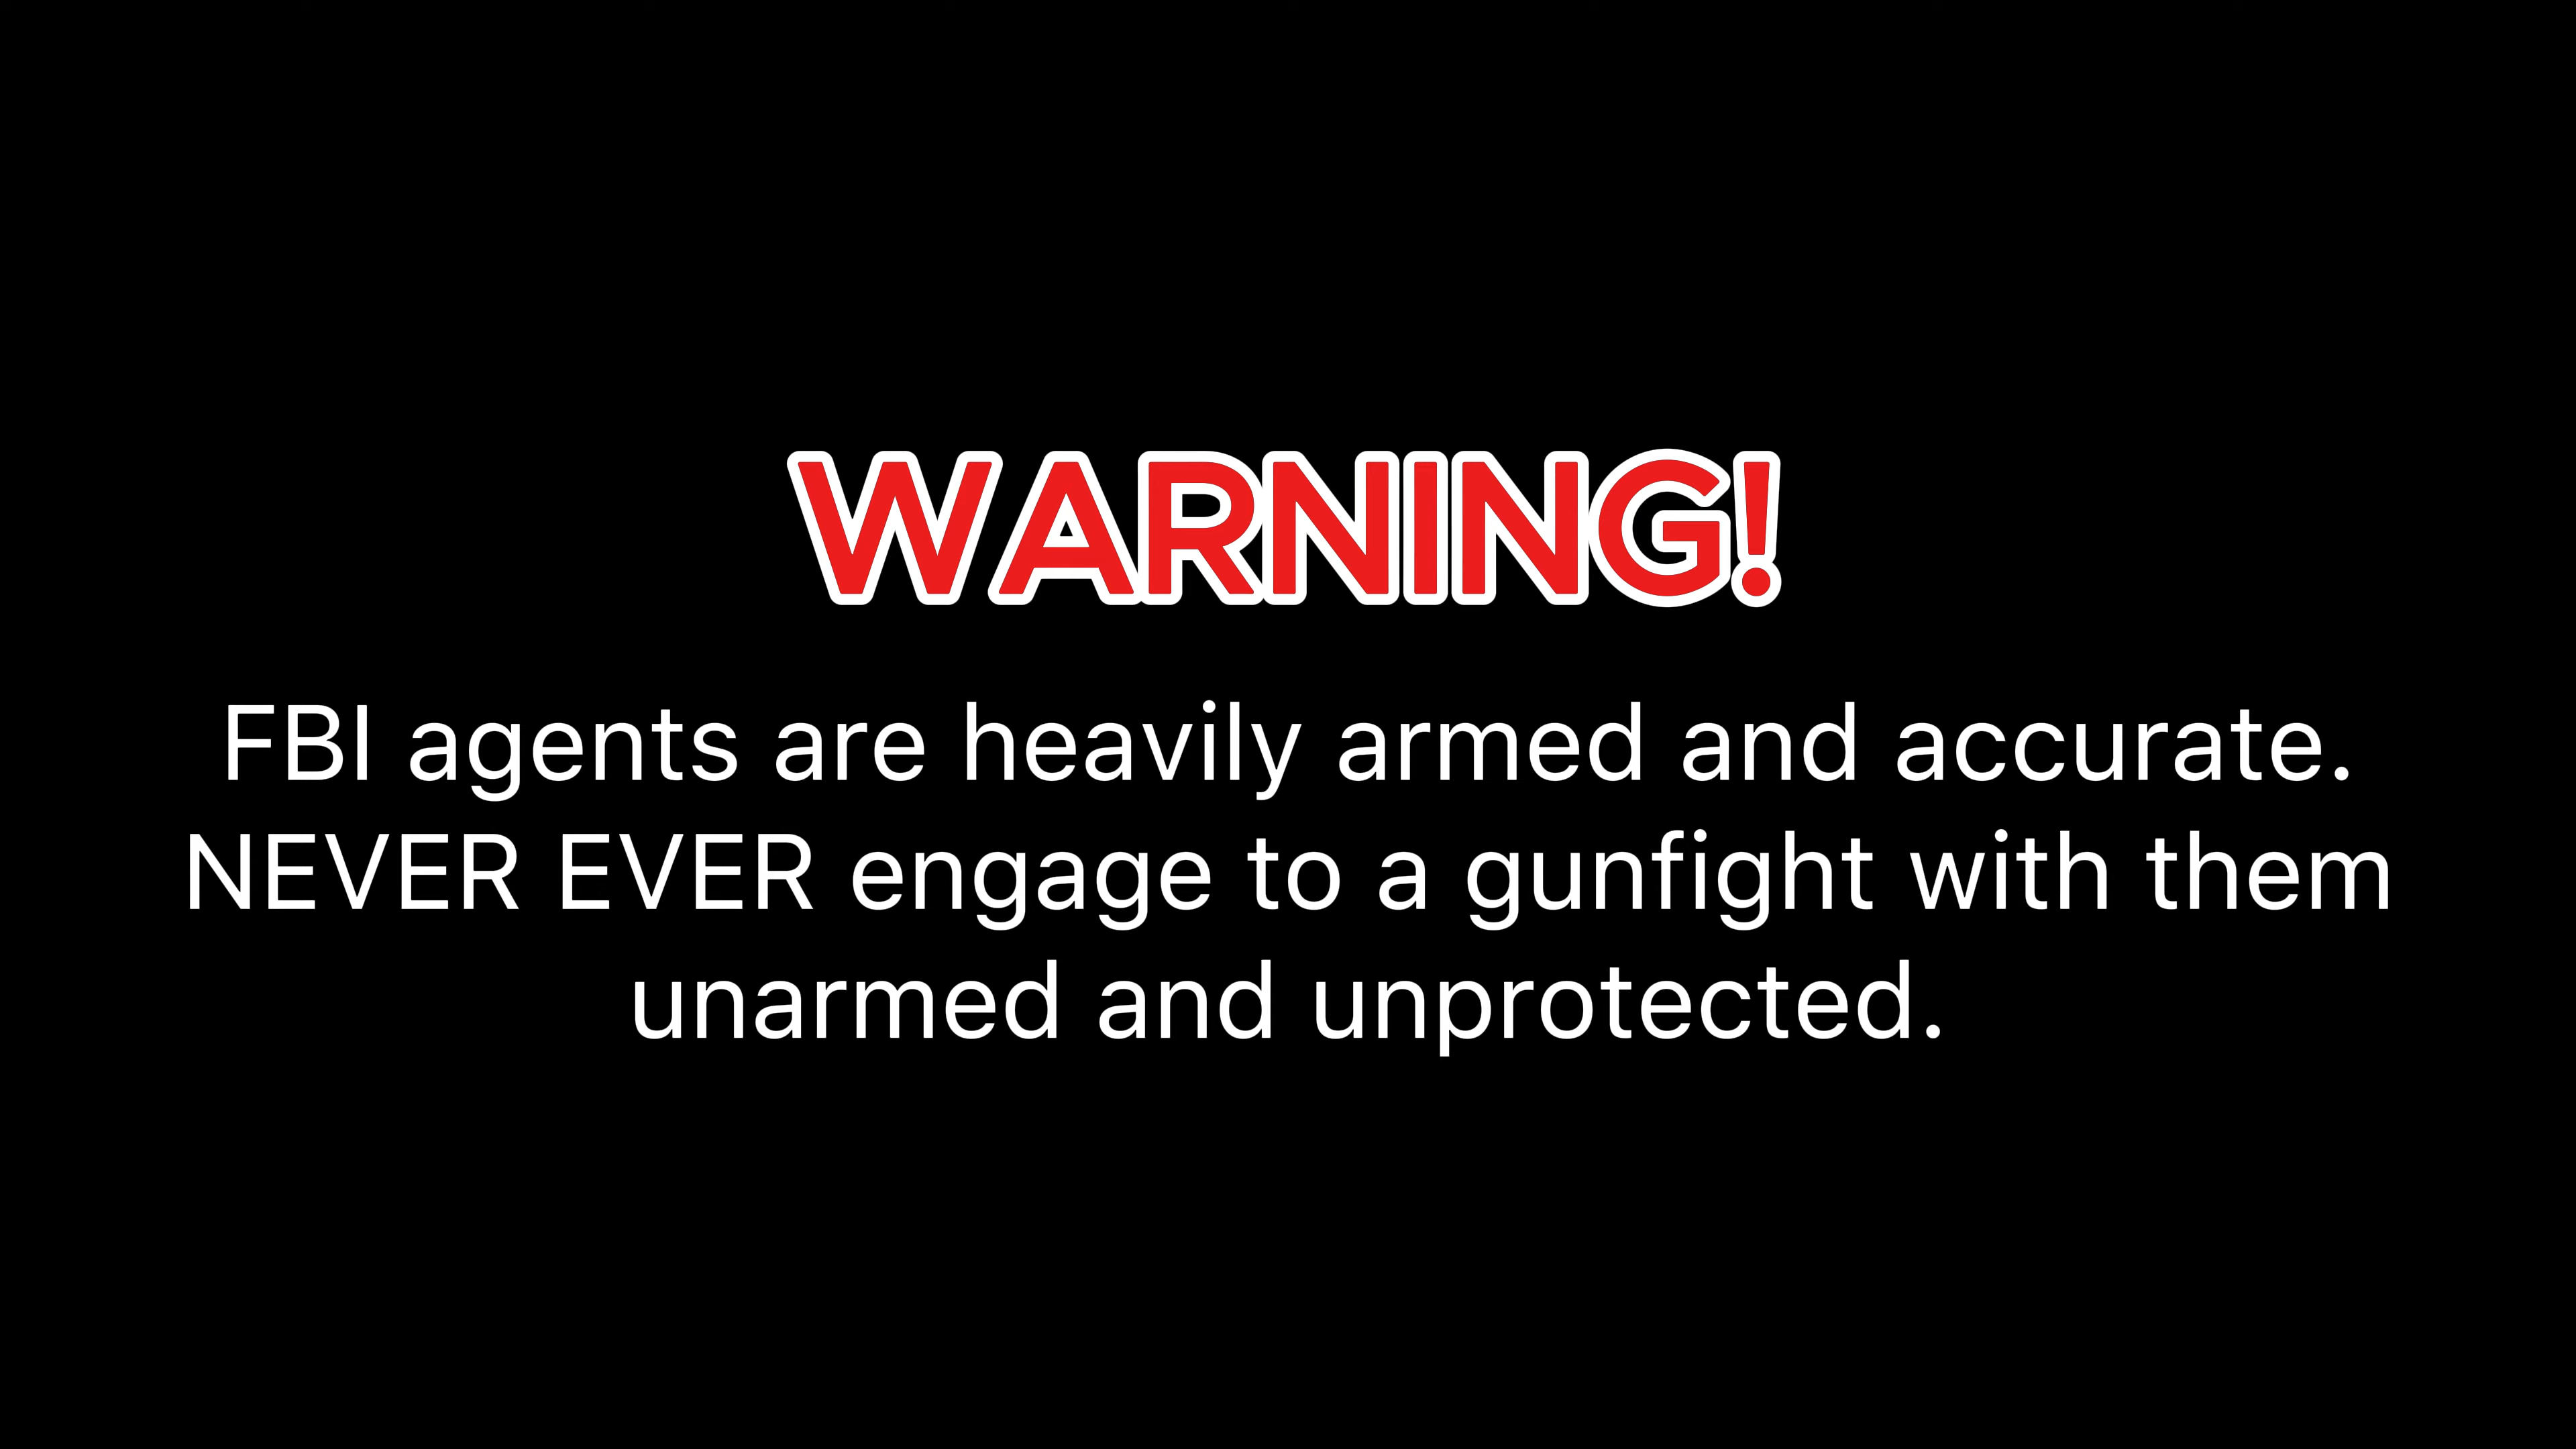 WARNING!
FBI agents are heavily armed and accurate.
NEVER EVER engage to a gunfight with them
unarmed and unprotected.